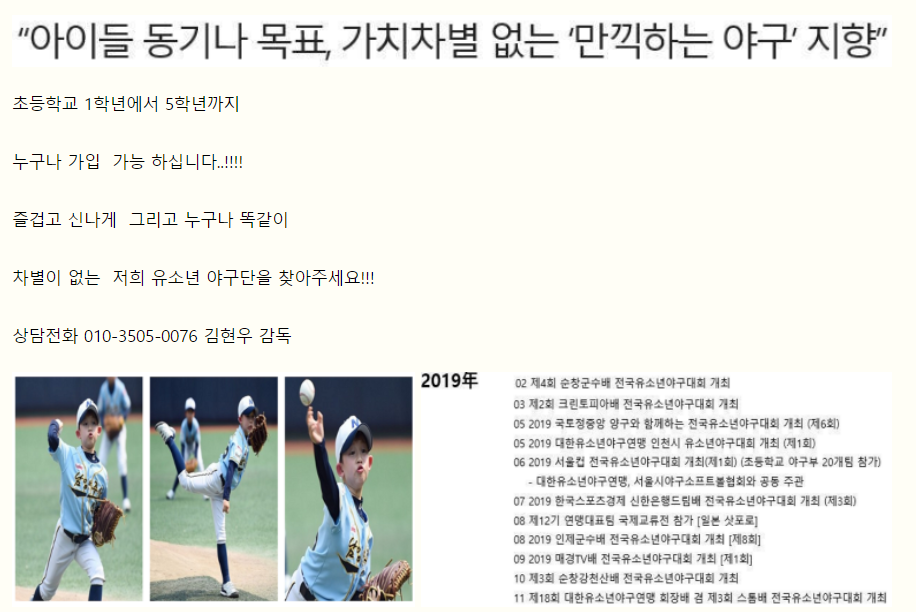 “아이들 동기나 목표, 가치차별 없는 ‘만끽하는 야구’ 지향”
초등학교 1학년에서 5학년까지
누구나 가입 가능 하십니다..!!!!
즐겁고 신나게 그리고 누구나 똑같이
차별이 없는 저희 유소년 야구단을 찾아주세요!!!
상담전화 010-3505-0076 김현우 감독
2019년
02 제4회 순창군수배 전국유소년야구대회 개최
03 제2회 크린토피아배 전국유소년야구대회 개최
05 2019 국토정중앙 양구와 함께하는 전국유소년야구대회 개최 (제6회)
05 2019 대한유소년야구연맹 인천시 유소년야구대회 개최 (제1회)
06 2019 서울컵 전국유소년야구대회 개최(제1회) (초등학교 야구부 20개팀 참가)
- 대한유소년야구연맹, 서울시야구소프트볼협회와 공동 주관
07 2019 한국스포츠경제 신한은행드림배 전국유소년야구대회 개최 (제3회)
08 제12기 연맹대표팀 국제교류전 참가 [일본 삿포로]
08 2019 인제군수배 전국유소년야구대회 개최 [제8회]
09 2019 매경TV배 전국유소년야구대회 개최 [제1회]
10 제3회 순창강천산배 전국유소년야구대회 개최
11 제18회 대한유소년야구연맹 회장배 겸 제3회 스톰배 전국유소년야구대회 개최